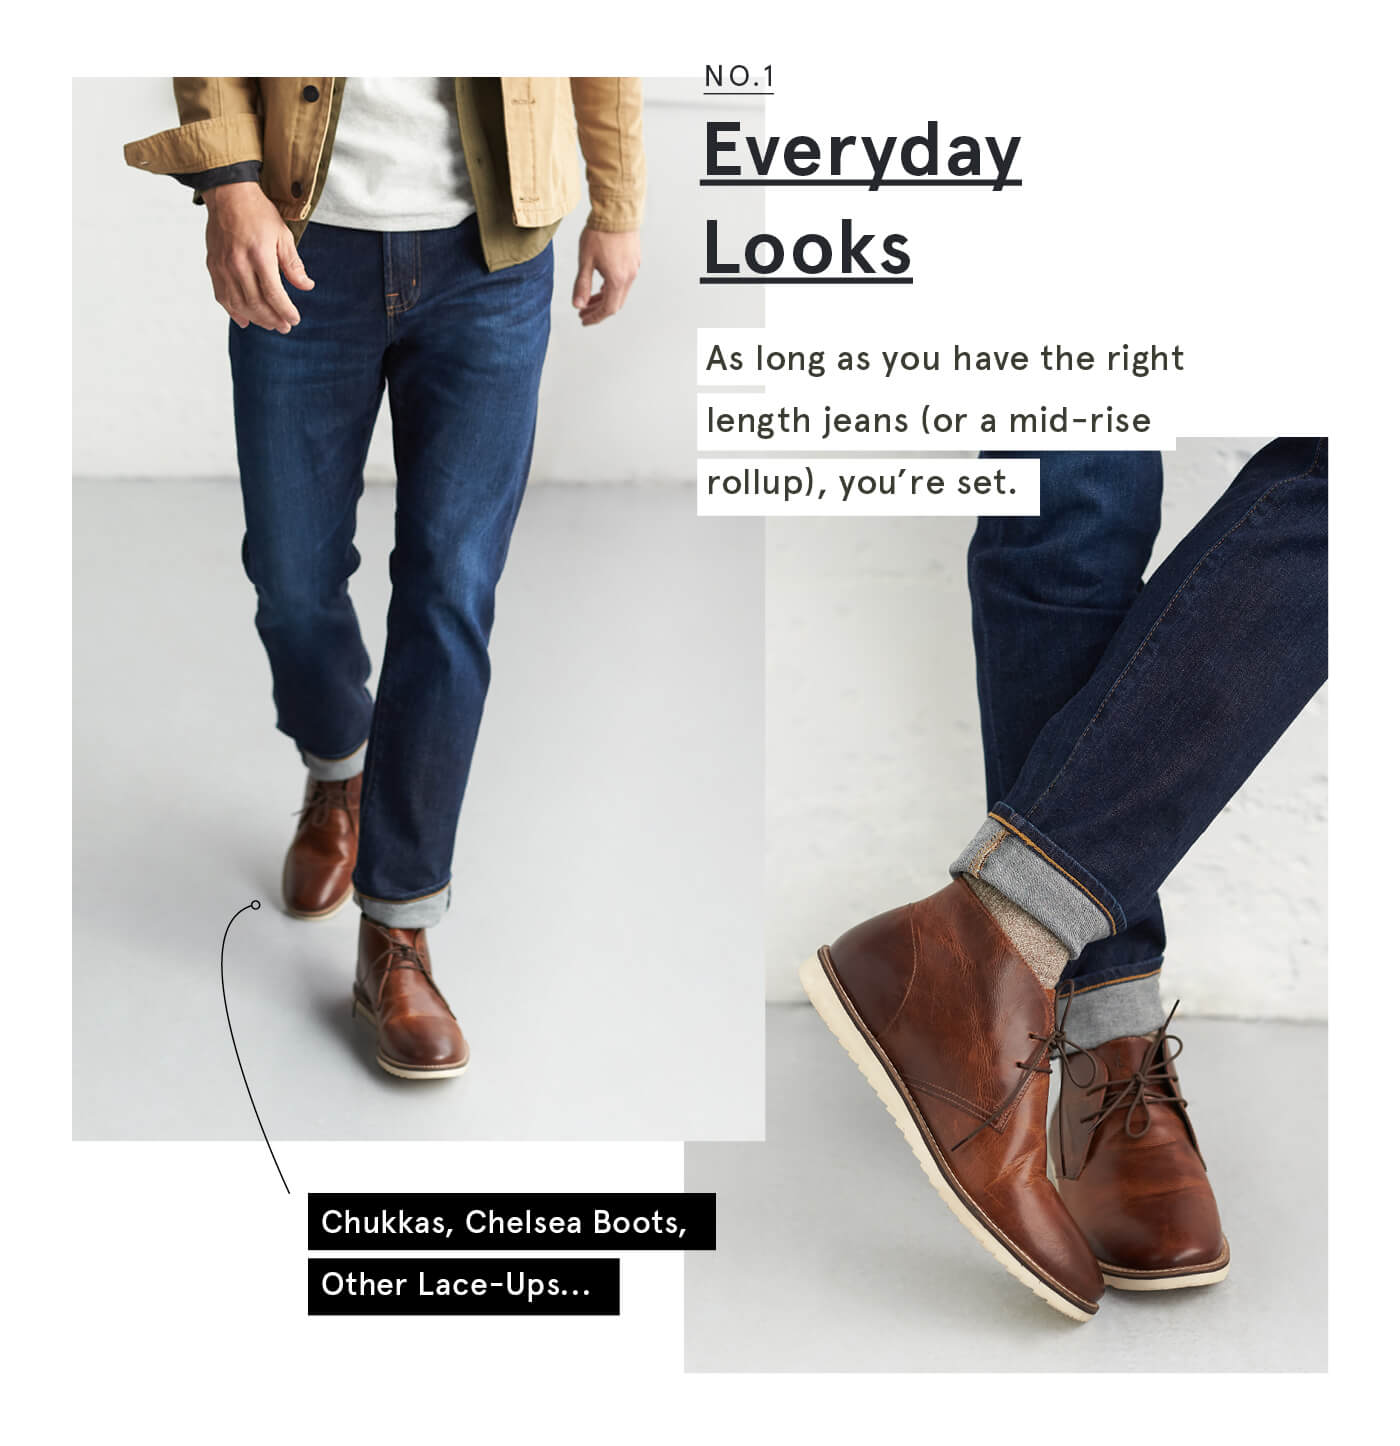 NO.1
Everyday
Looks
As long as you have the right
length jeans (or a mid-rise
rollup), you’re set.
Chukkas, Chelsea Boots,
Other Lace-Ups...